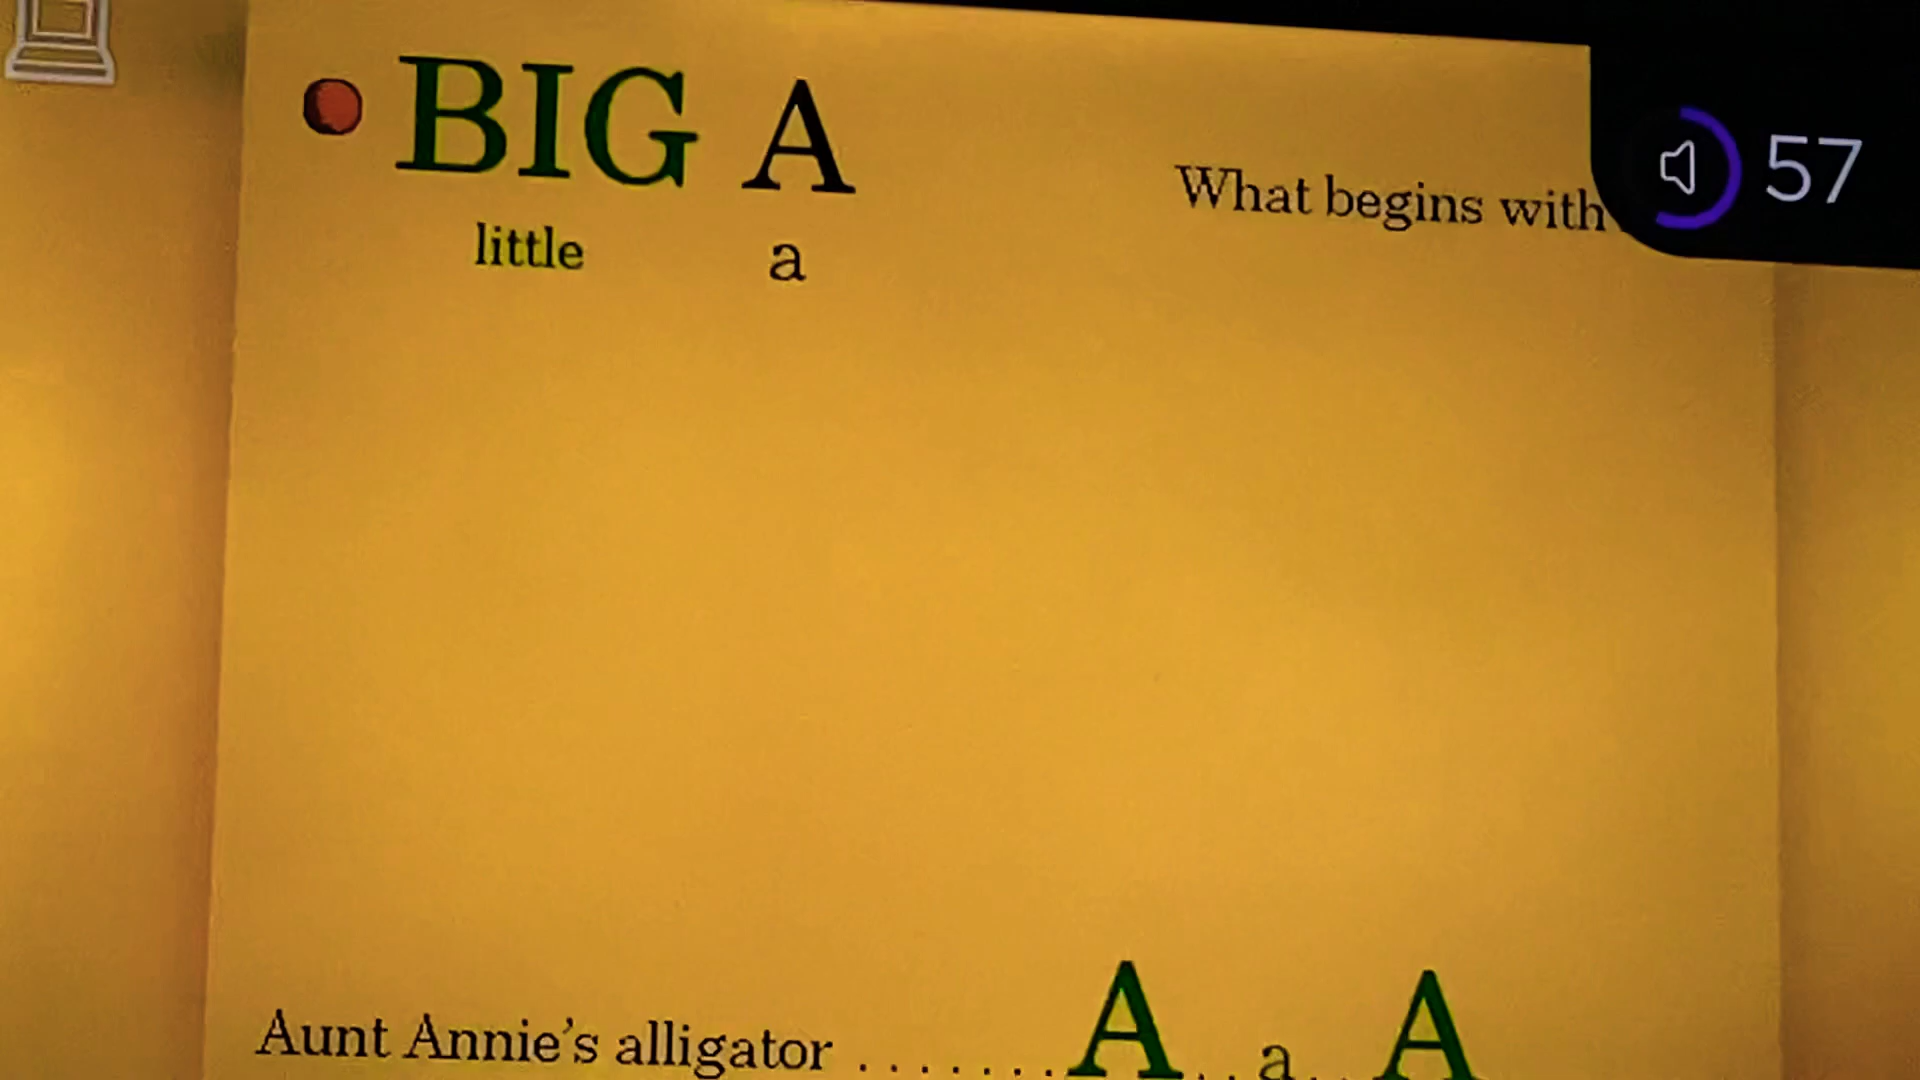 BIG A
little a
What begins with
57
Aunt Annie’s alligator . . . . . . . A . . a . . A